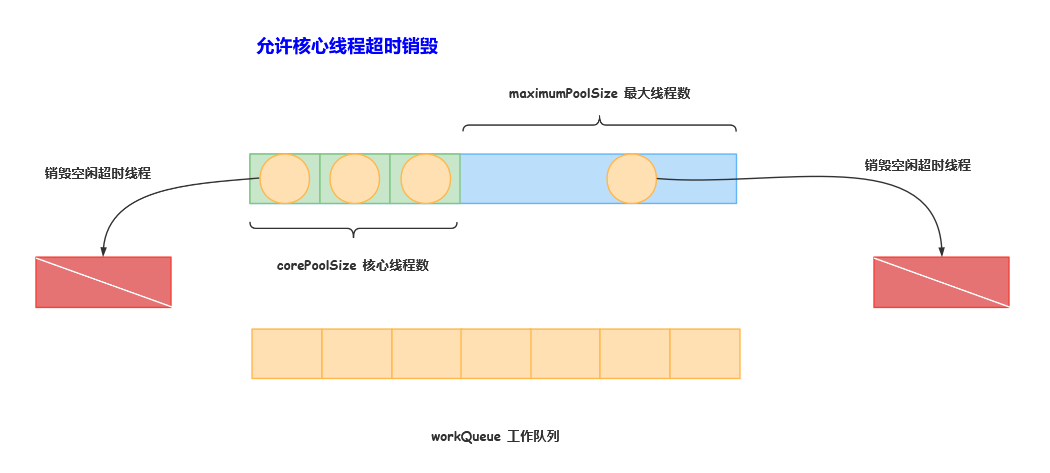 允许核心线程超时销毁
maximumPoolSize 最大线程数
销毁空闲超时线程
销毁空闲超时线程
corePoolSize 核心线程数
workQueue 工作队列